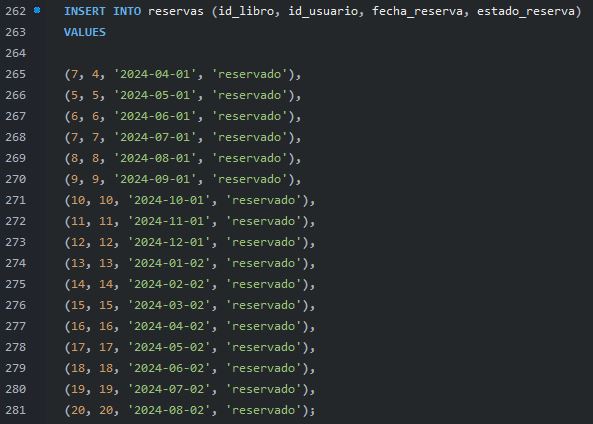 262 INSERT INTO reservas (id_libro, id_usuario, fecha_reserva, estado_reserva)
263 VALUES
264
265 (7, 4, '2024-04-01', 'reservado'),
266 (5, 5, '2024-05-01', 'reservado'),
267 (6, 6, '2024-06-01', 'reservado'),
268 (7, 7, '2024-07-01', 'reservado'),
269 (8, 8, '2024-08-01', 'reservado'),
270 (9, 9, '2024-09-01', 'reservado'),
271 (10, 10, '2024-10-01', 'reservado'),
272 (11, 11, '2024-11-01', 'reservado'),
273 (12, 12, '2024-12-01', 'reservado'),
274 (13, 13, '2024-01-02', 'reservado'),
275 (14, 14, '2024-02-02', 'reservado'),
276 (15, 15, '2024-03-02', 'reservado'),
277 (16, 16, '2024-04-02', 'reservado'),
278 (17, 17, '2024-05-02', 'reservado'),
279 (18, 18, '2024-06-02', 'reservado'),
280 (19, 19, '2024-07-02', 'reservado'),
281 (20, 20, '2024-08-02', 'reservado');